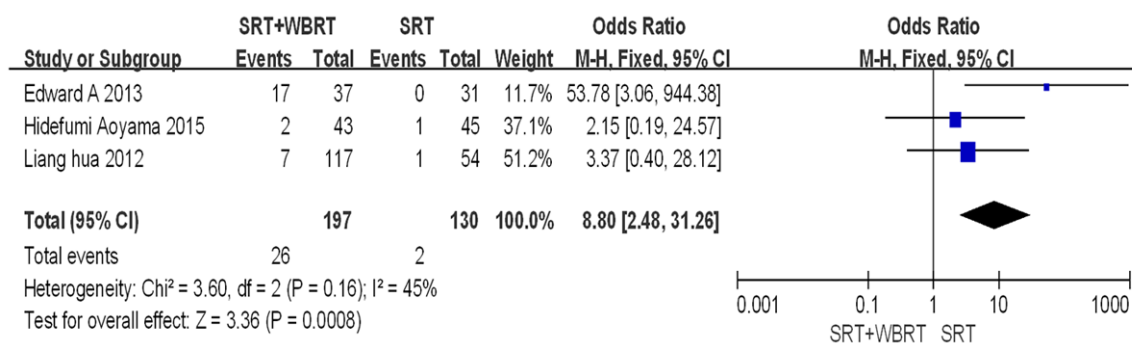 SRT+WBRT SRT Odds Ratio Odds Ratio
Study or Subgroup Events Total Events Total Weight M-H, Fixed, 95% CI M-H, Fixed, 95% CI
Edward A 2013 17 37 0 31 11.7% 53.78 [3.06, 944.38]
Hidefumi Aoyama 2015 2 43 1 45 37.1% 2.15 [0.19, 24.57]
Liang hua 2012 7 117 1 54 51.2% 3.37 [0.40, 28.12]
Total (95% CI) 197 130 100.0% 8.80 [2.48, 31.26]
Total events 26 2
Heterogeneity: Chi² = 3.60, df = 2 (P = 0.16); I² = 45%
Test for overall effect: Z = 3.36 (P = 0.0008)
0.001 0.1 1 10 1000
SRT+WBRT SRT